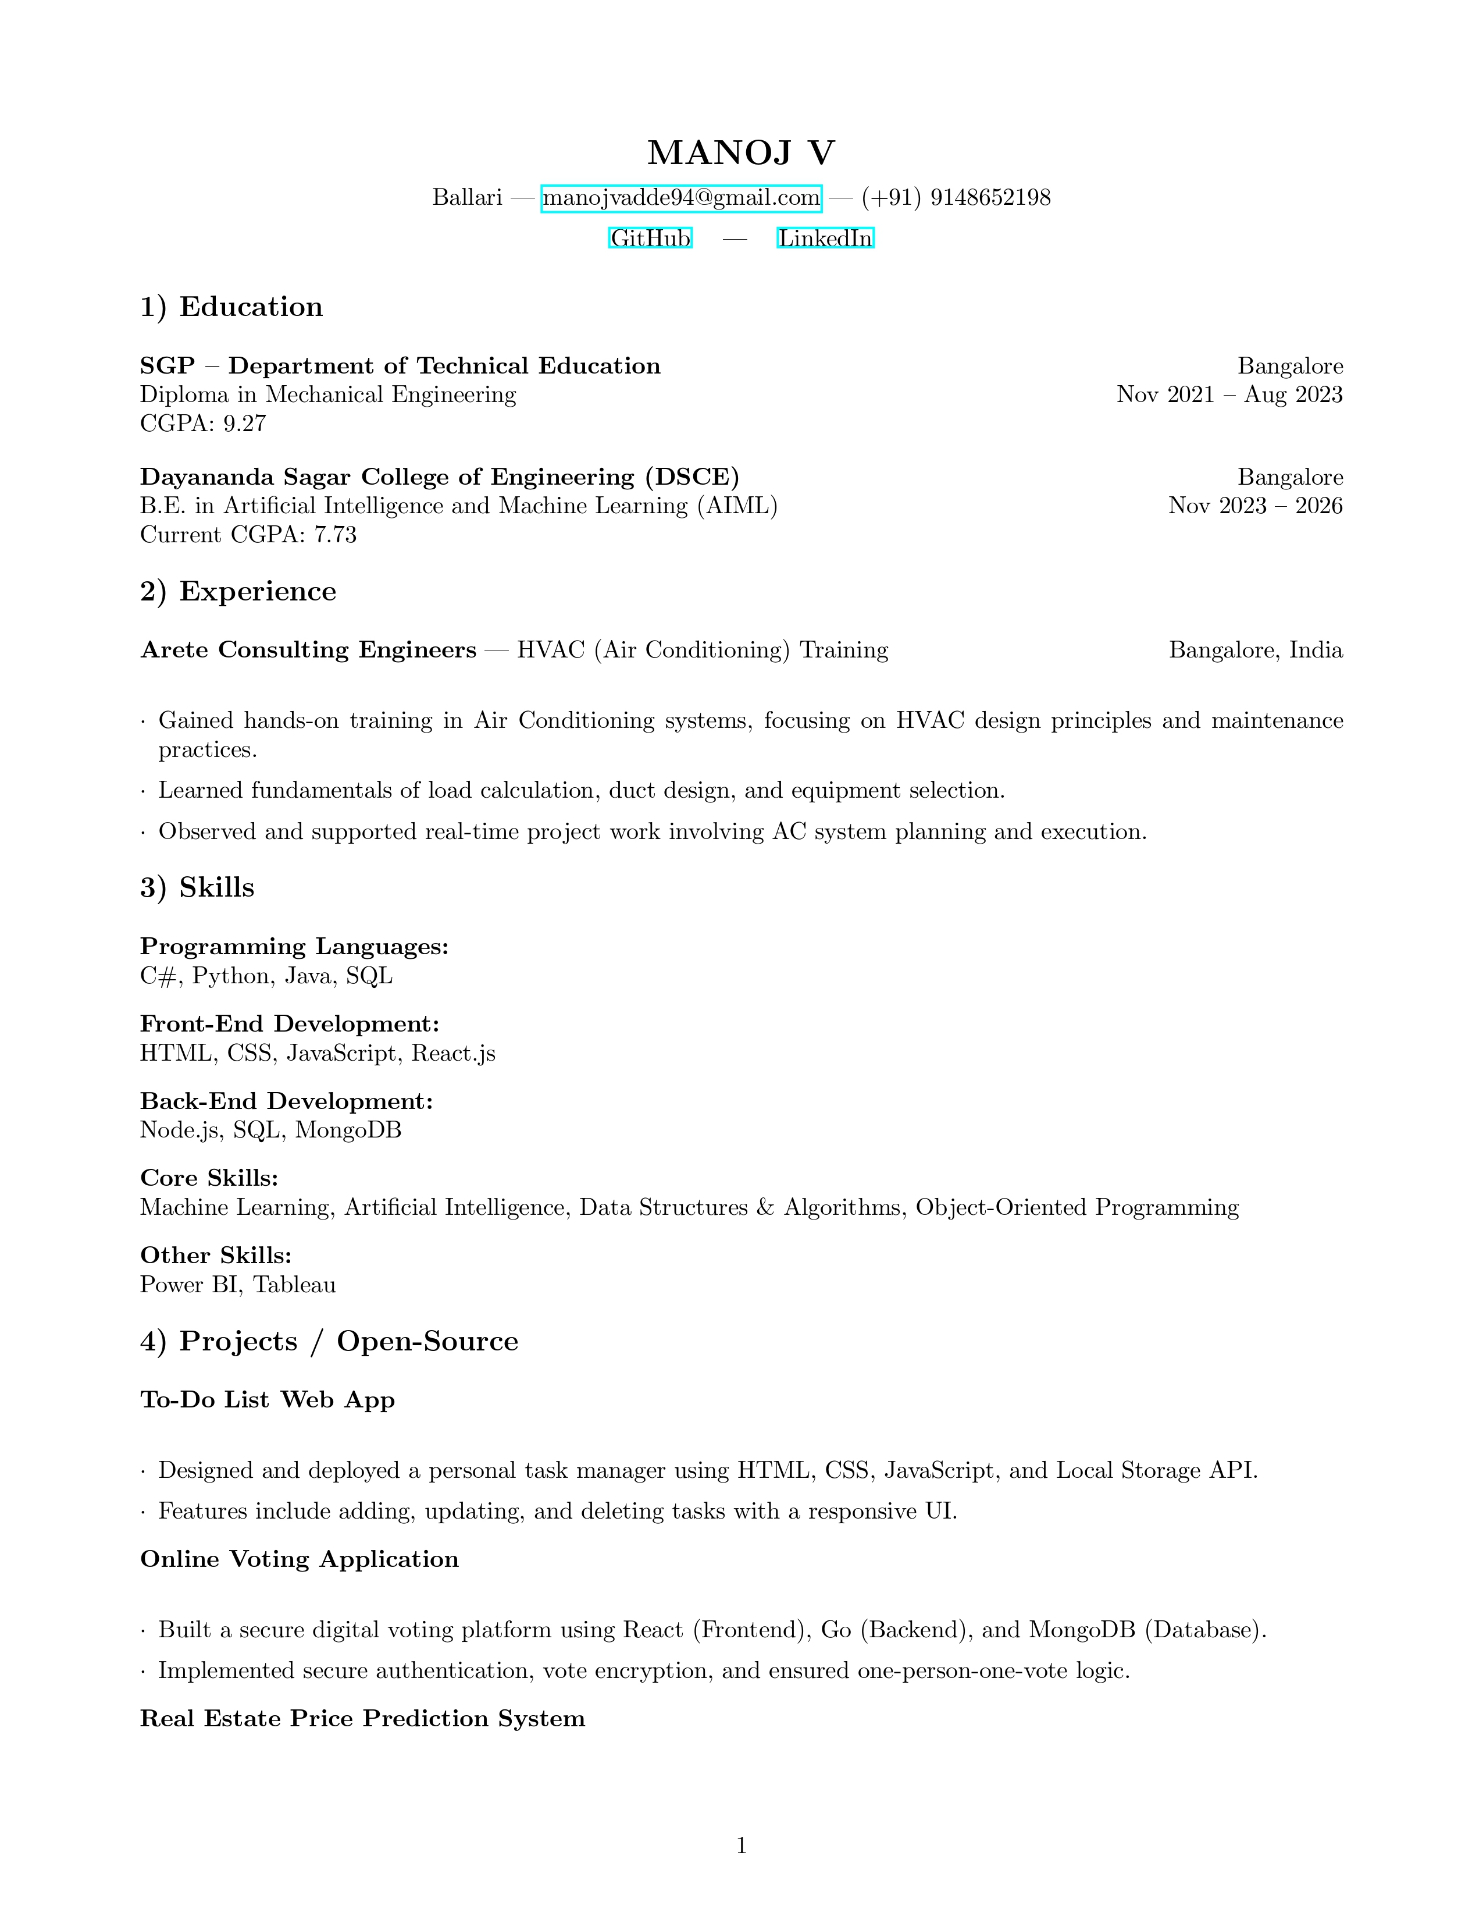 MANOJ V
Ballari — manojvadde94@gmail.com — (+91) 9148652198
GitHub — LinkedIn
1) Education
SGP – Department of Technical Education Bangalore
Diploma in Mechanical Engineering Nov 2021 – Aug 2023
CGPA: 9.27
Dayananda Sagar College of Engineering (DSCE) Bangalore
B.E. in Artificial Intelligence and Machine Learning (AIML) Nov 2023 – 2026
Current CGPA: 7.73
2) Experience
Arete Consulting Engineers — HVAC (Air Conditioning) Training Bangalore, India
· Gained hands-on training in Air Conditioning systems, focusing on HVAC design principles and maintenance
practices.
· Learned fundamentals of load calculation, duct design, and equipment selection.
· Observed and supported real-time project work involving AC system planning and execution.
3) Skills
Programming Languages:
C#, Python, Java, SQL
Front-End Development:
HTML, CSS, JavaScript, React.js
Back-End Development:
Node.js, SQL, MongoDB
Core Skills:
Machine Learning, Artificial Intelligence, Data Structures & Algorithms, Object-Oriented Programming
Other Skills:
Power BI, Tableau
4) Projects / Open-Source
To-Do List Web App
· Designed and deployed a personal task manager using HTML, CSS, JavaScript, and Local Storage API.
· Features include adding, updating, and deleting tasks with a responsive UI.
Online Voting Application
· Built a secure digital voting platform using React (Frontend), Go (Backend), and MongoDB (Database).
· Implemented secure authentication, vote encryption, and ensured one-person-one-vote logic.
Real Estate Price Prediction System
1